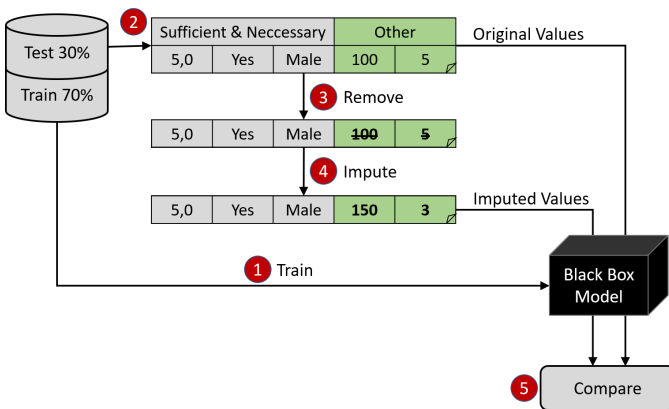 2
Sufficient & Neccessary Other
Original Values
Test 30%
5,0 Yes Male 100 5
Train 70%
3 Remove
5,0 Yes Male 100 5
4 Impute
5,0 Yes Male 150 3
Imputed Values
1 Train
Black Box
Model
5 Compare